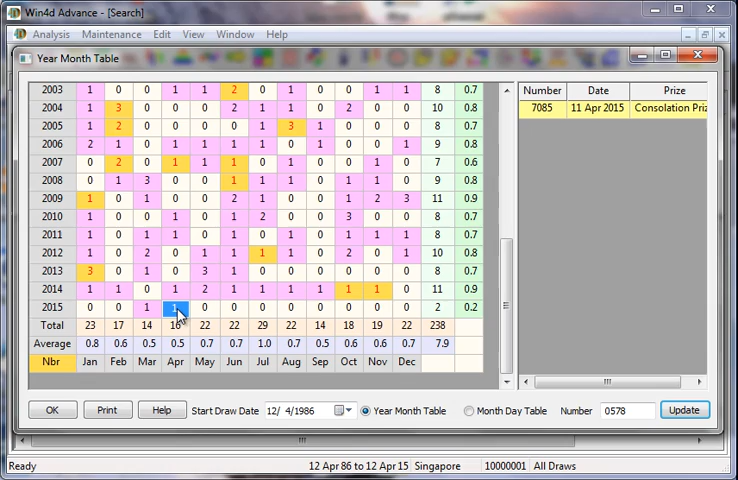 Win4d Advance - [Search]
Analysis Maintenance Edit View Window Help
Year Month Table
2003 1 0 0 1 1 2 0 1 0 0 1 1 8 0.7
2004 1 3 0 0 0 2 1 1 0 2 0 0 10 0.8
2005 1 2 0 0 0 0 1 3 1 0 0 0 8 0.7
2006 2 1 0 1 1 1 1 1 0 0 0 1 9 0.8
2007 0 2 0 1 1 1 0 0 1 0 1 0 7 0.6
2008 0 1 3 0 0 1 1 1 0 1 1 0 9 0.8
2009 1 0 1 0 0 2 1 0 0 1 2 3 11 0.9
2010 1 0 0 1 0 1 2 0 0 3 0 0 8 0.7
2011 1 0 1 1 0 1 0 1 0 1 1 1 8 0.7
2012 1 0 2 0 1 1 1 1 0 2 0 1 10 0.8
2013 3 0 1 0 3 1 0 0 0 0 0 0 8 0.7
2014 1 1 0 1 2 1 1 1 1 1 1 0 11 0.9
2015 0 0 1 1 0 0 0 0 0 0 0 0 2 0.2
Total 23 17 14 16 22 22 29 22 14 18 19 22 238
Average 0.8 0.6 0.5 0.5 0.7 0.7 1.0 0.7 0.5 0.6 0.6 0.7 7.9
Nbr Jan Feb Mar Apr May Jun Jul Aug Sep Oct Nov Dec
Number Date Prize
7085 11 Apr 2015 Consolation Priz
OK Print Help Start Draw Date 12/ 4/1986 Year Month Table Month Day Table Number 0578 Update
Ready 12 Apr 86 to 12 Apr 15 Singapore 10000001 All Draws